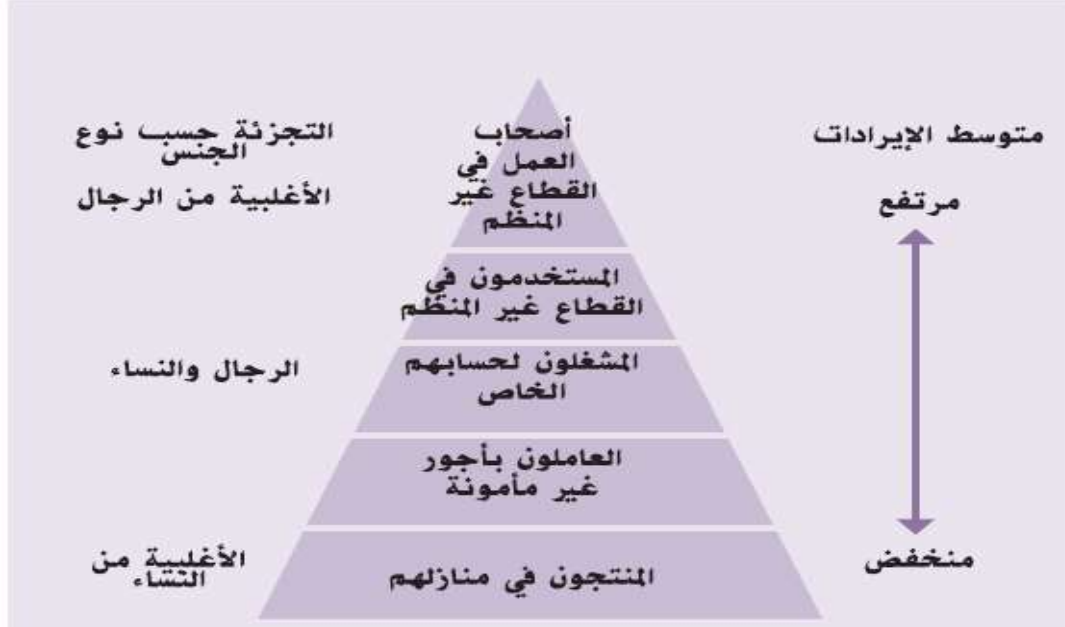 متوسط الإيرادات
مرتفع
منخفض
أصحاب
العمل في
القطاع غير
المنظم
المستخدمون في
القطاع غير المنظم
المشغلون لحسابهم
الخاص
العاملون بأجور
غير مأمونة
المنتجون في منازلهم
التجزئة حسب نوع
الجنس
الأغلبية من الرجال
الرجال والنساء
الأغلبية من
النساء